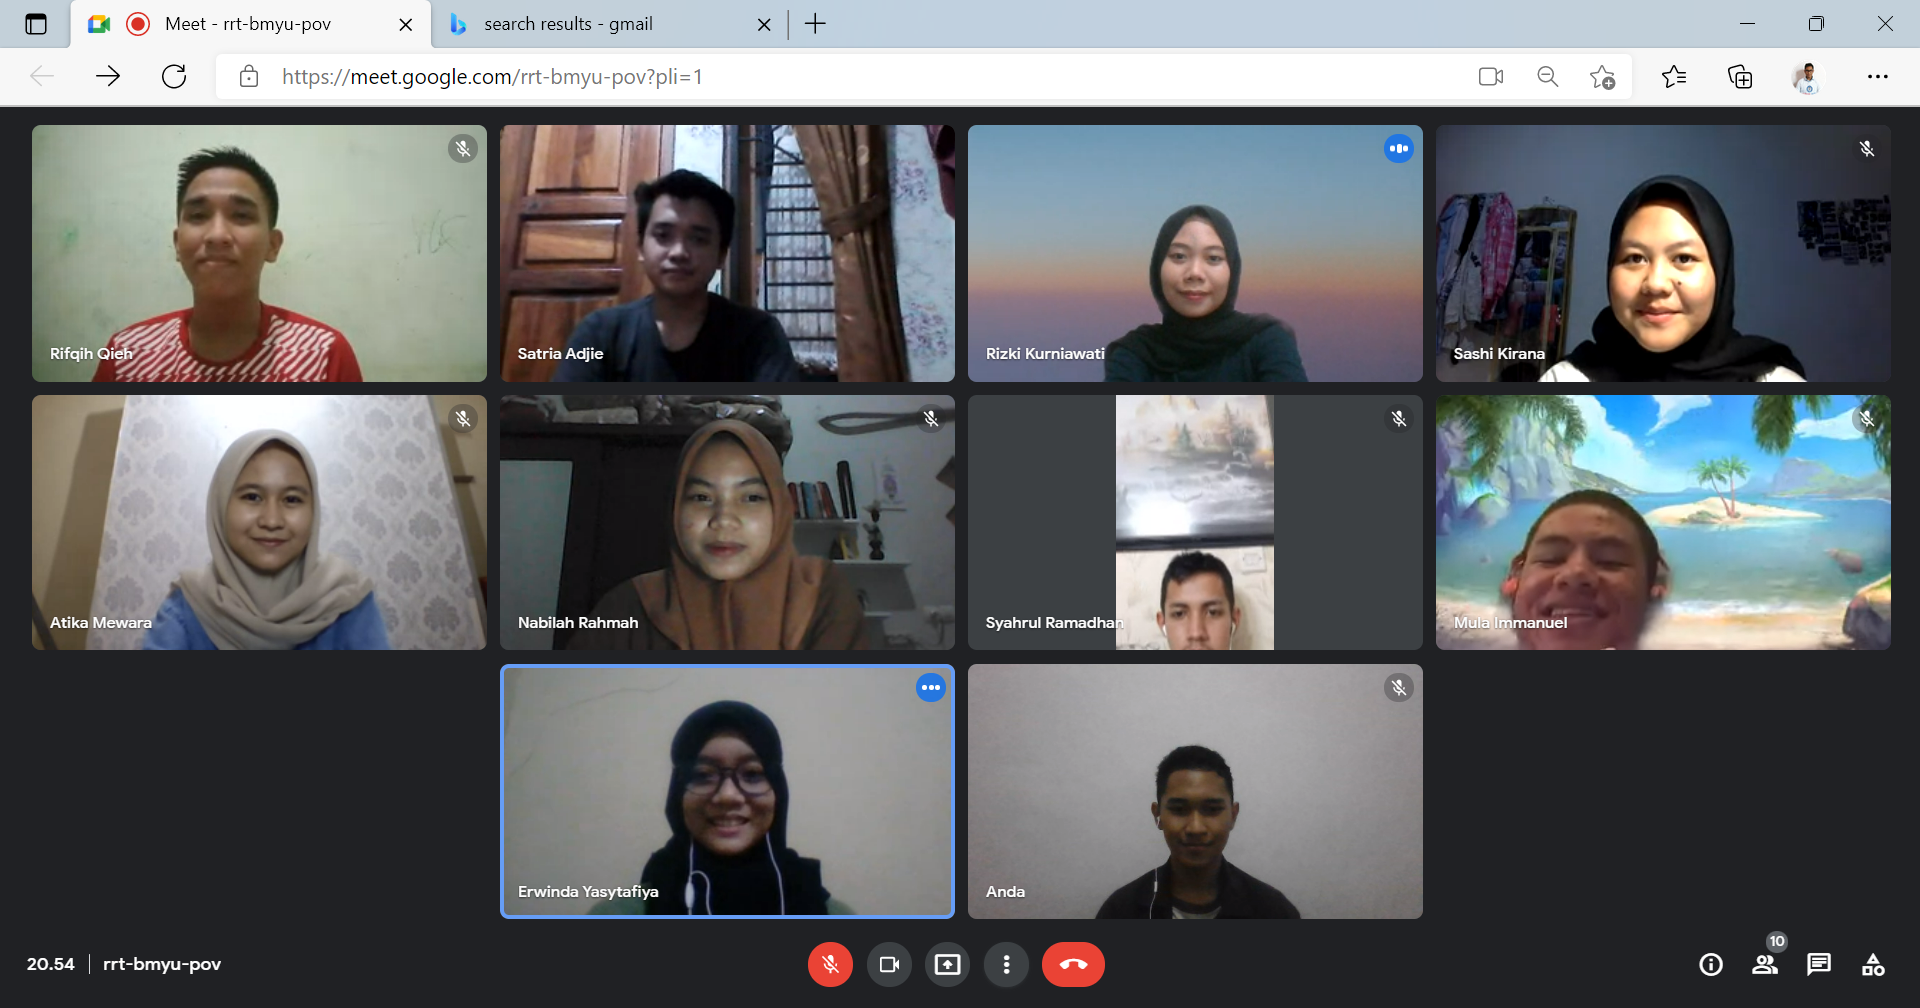 Meet - rrt-bmyu-pov
search results - gmail
https://meet.google.com/rrt-bmyu-pov?pli=1
Rifqih Qieh
Satria Adjie
Rizki Kurniawati
Sashi Kirana
Atika Mewara
Nabilah Rahmah
Syahrul Ramadhan
Mula Immanuel
Erwinda Yasytafiya
Anda
20.54 | rrt-bmyu-pov
10